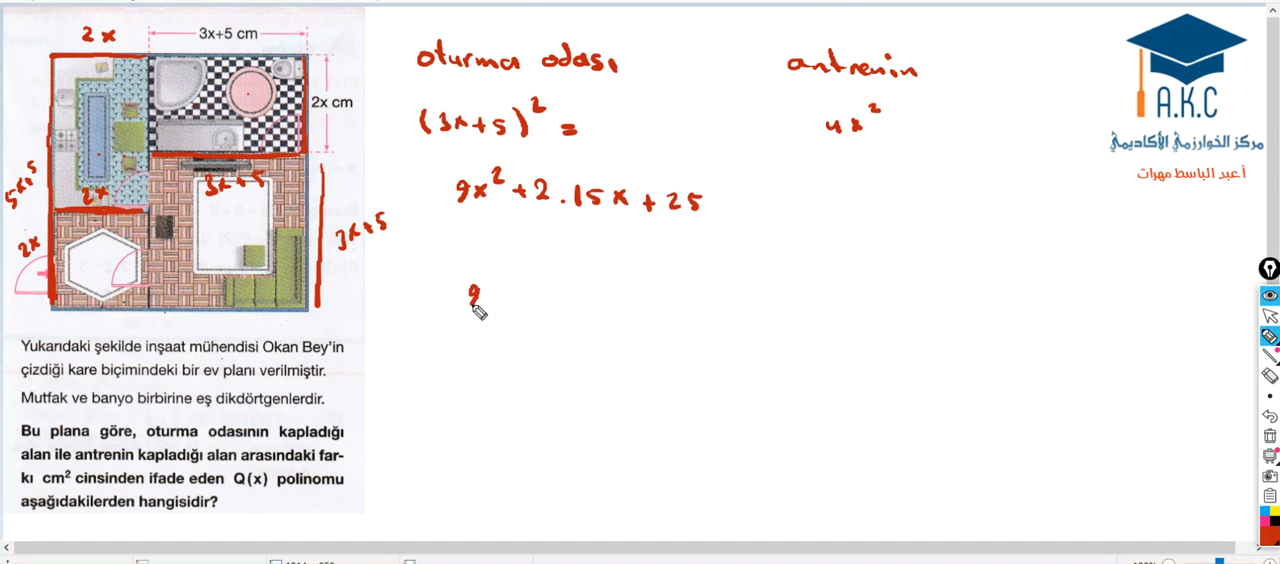 2x
3x+5 cm
2x cm
5x+5
2x
3x+5
2x
3x+5
Yukarıdaki şekilde inşaat mühendisi Okan Bey'in
çizdiği kare biçimindeki bir ev planı verilmiştir.
Mutfak ve banyo birbirine eş dikdörtgenlerdir.
Bu plana göre, oturma odasının kapladığı
alan ile antrenin kapladığı alan arasındaki far-
kı cm² cinsinden ifade eden Q(x) polinomu
aşağıdakilerden hangisidir?
oturma odası
(3x+5)² =
9x² + 2.15x + 25
9
antrenin
4x²
A.K.C
مركز الخوارزمي الأكاديمي
أ.عبد الباسط مهرات